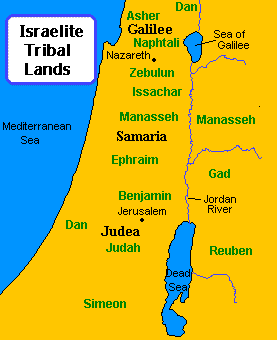 Israelite
Tribal
Lands
Dan
Asher
Galilee
Naphtali
Sea of
Galilee
Nazareth
Zebulun
Issachar
Manasseh
Manasseh
Mediterranean
Sea
Samaria
Ephraim
Gad
Benjamin
Jordan
River
Jerusalem
Dan
Judea
Judah
Reuben
Dead
Sea
Simeon